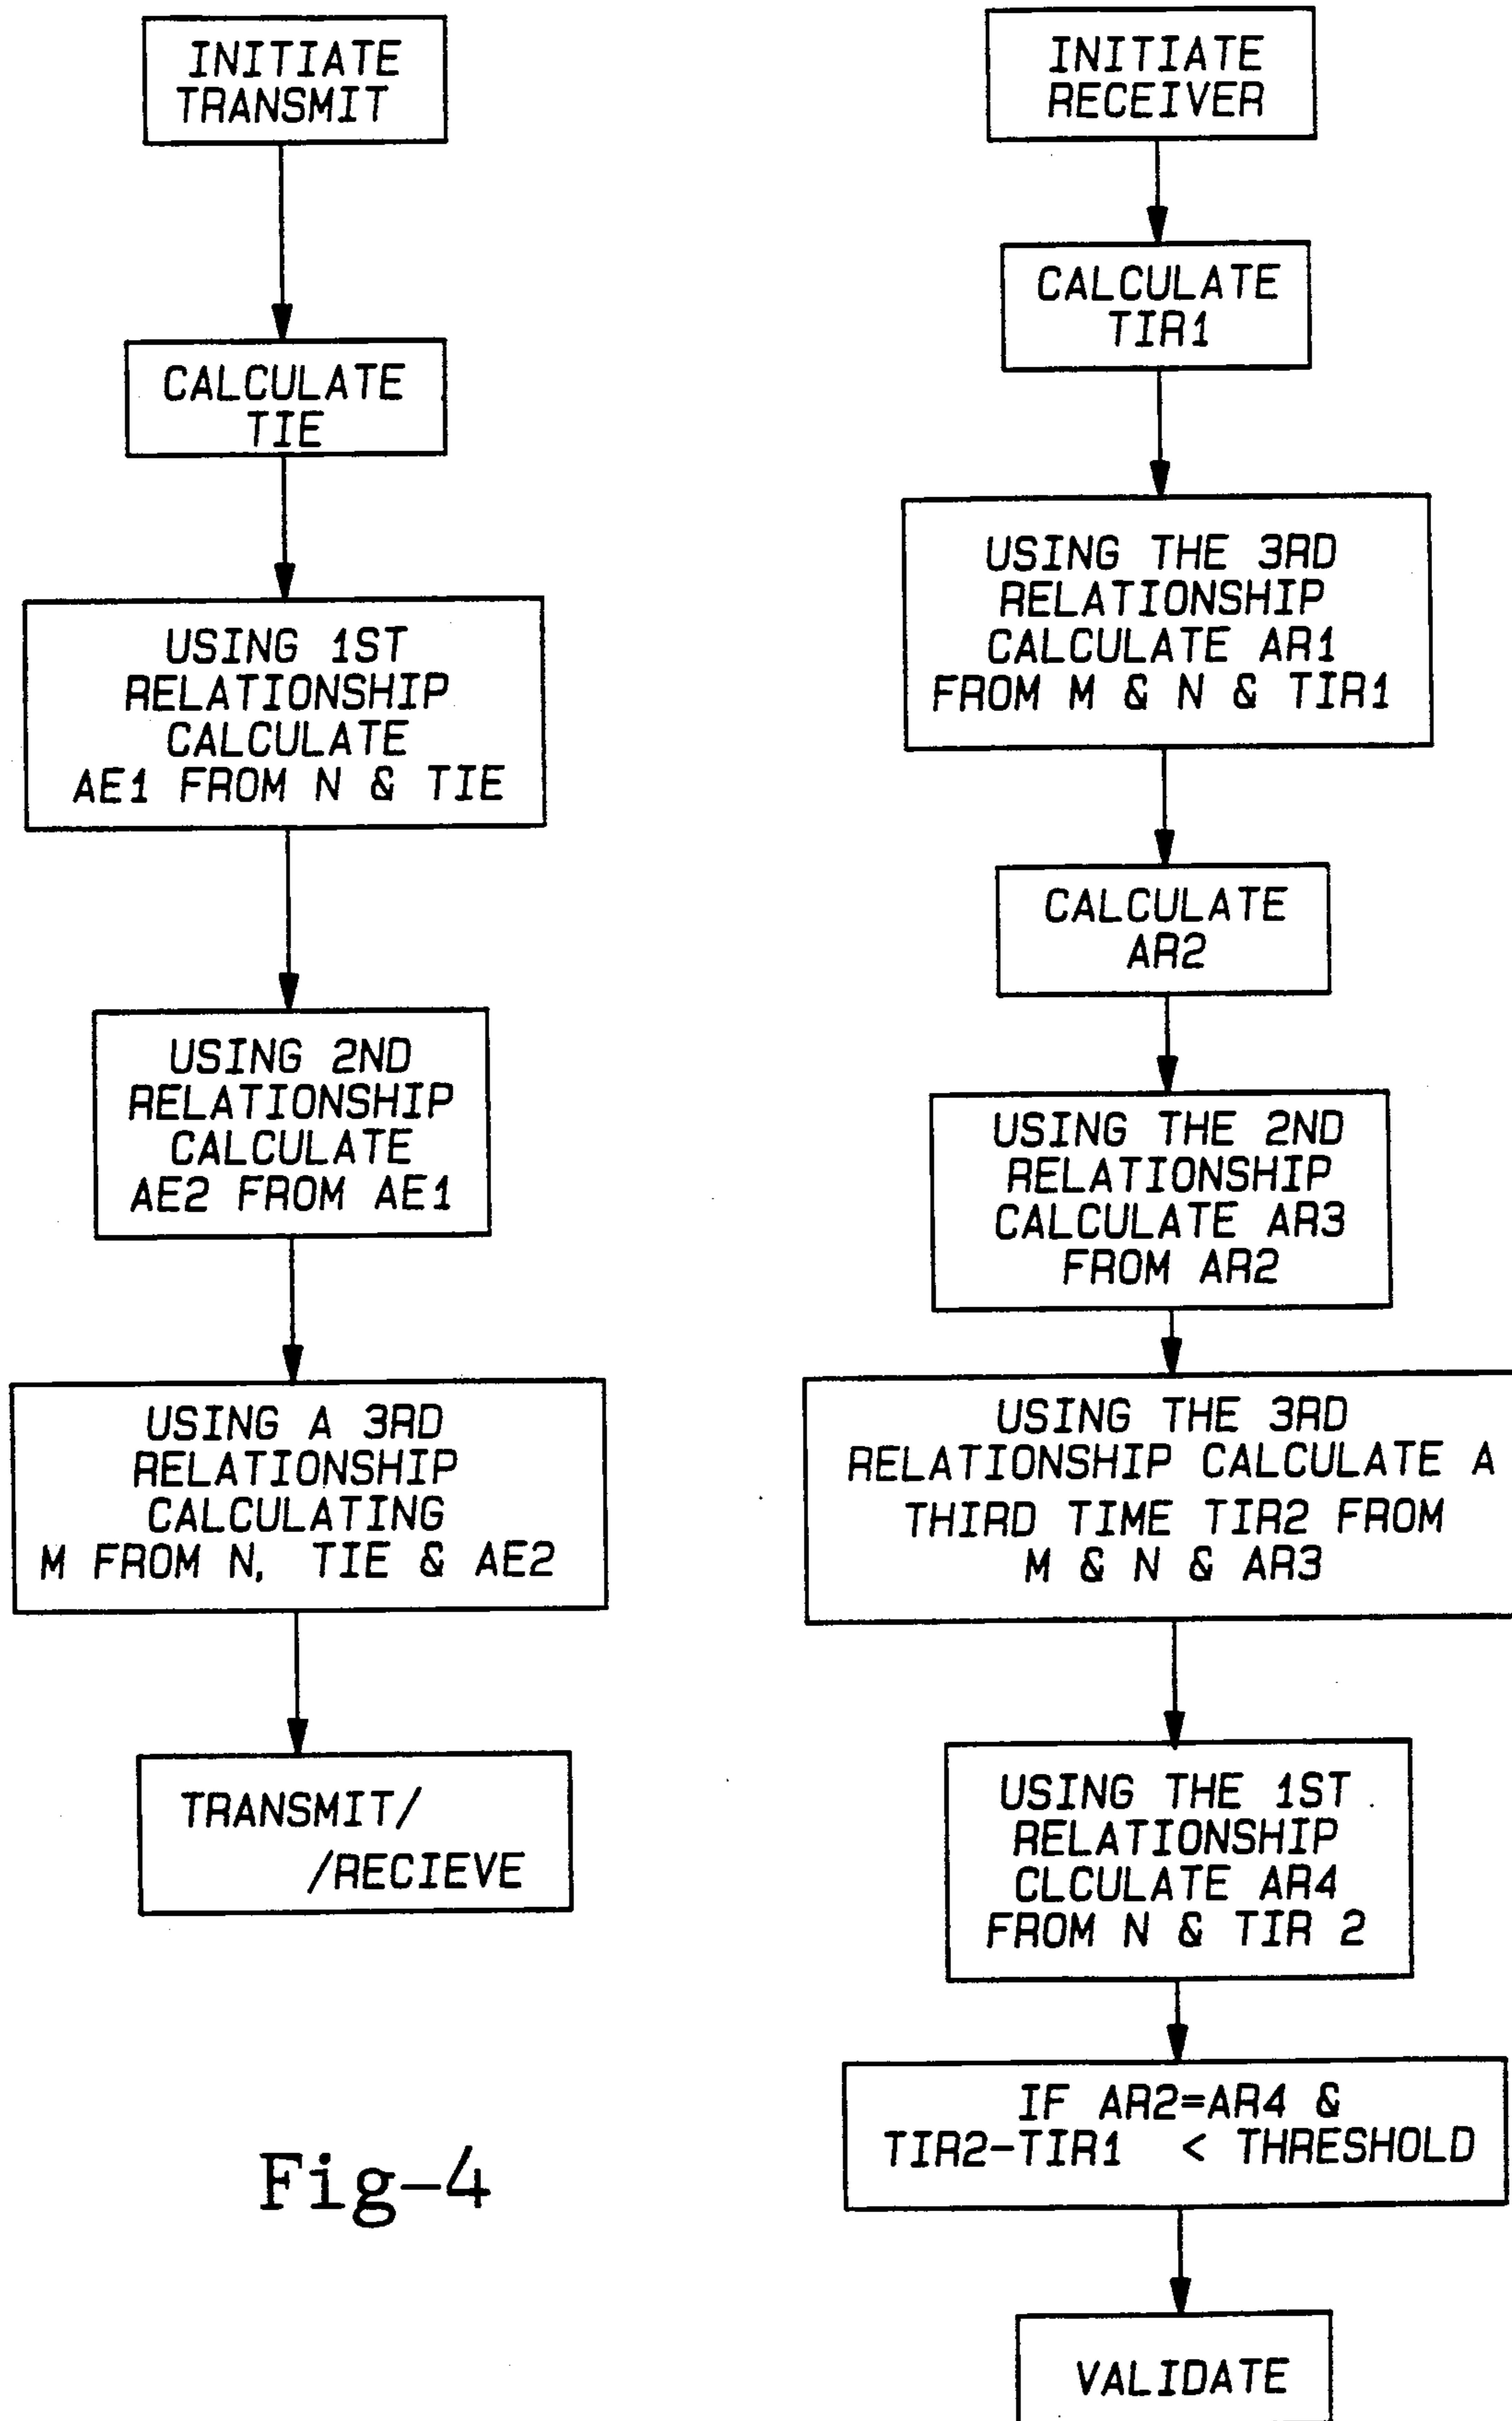 INITIATE
TRANSMIT
CALCULATE
TIE
USING 1ST
RELATIONSHIP
CALCULATE
AE1 FROM N & TIE
USING 2ND
RELATIONSHIP
CALCULATE
AE2 FROM AE1
USING A 3RD
RELATIONSHIP
CALCULATING
M FROM N, TIE & AE2
TRANSMIT/
/RECIEVE
INITIATE
RECEIVER
CALCULATE
TIR1
USING THE 3RD
RELATIONSHIP
CALCULATE AR1
FROM M & N & TIR1
CALCULATE
AR2
USING THE 2ND
RELATIONSHIP
CALCULATE AR3
FROM AR2
USING THE 3RD
RELATIONSHIP CALCULATE A
THIRD TIME TIR2 FROM
M & N & AR3
USING THE 1ST
RELATIONSHIP
CLCULATE AR4
FROM N & TIR 2
IF AR2=AR4 &
TIR2-TIR1 < THRESHOLD
VALIDATE
Fig-4